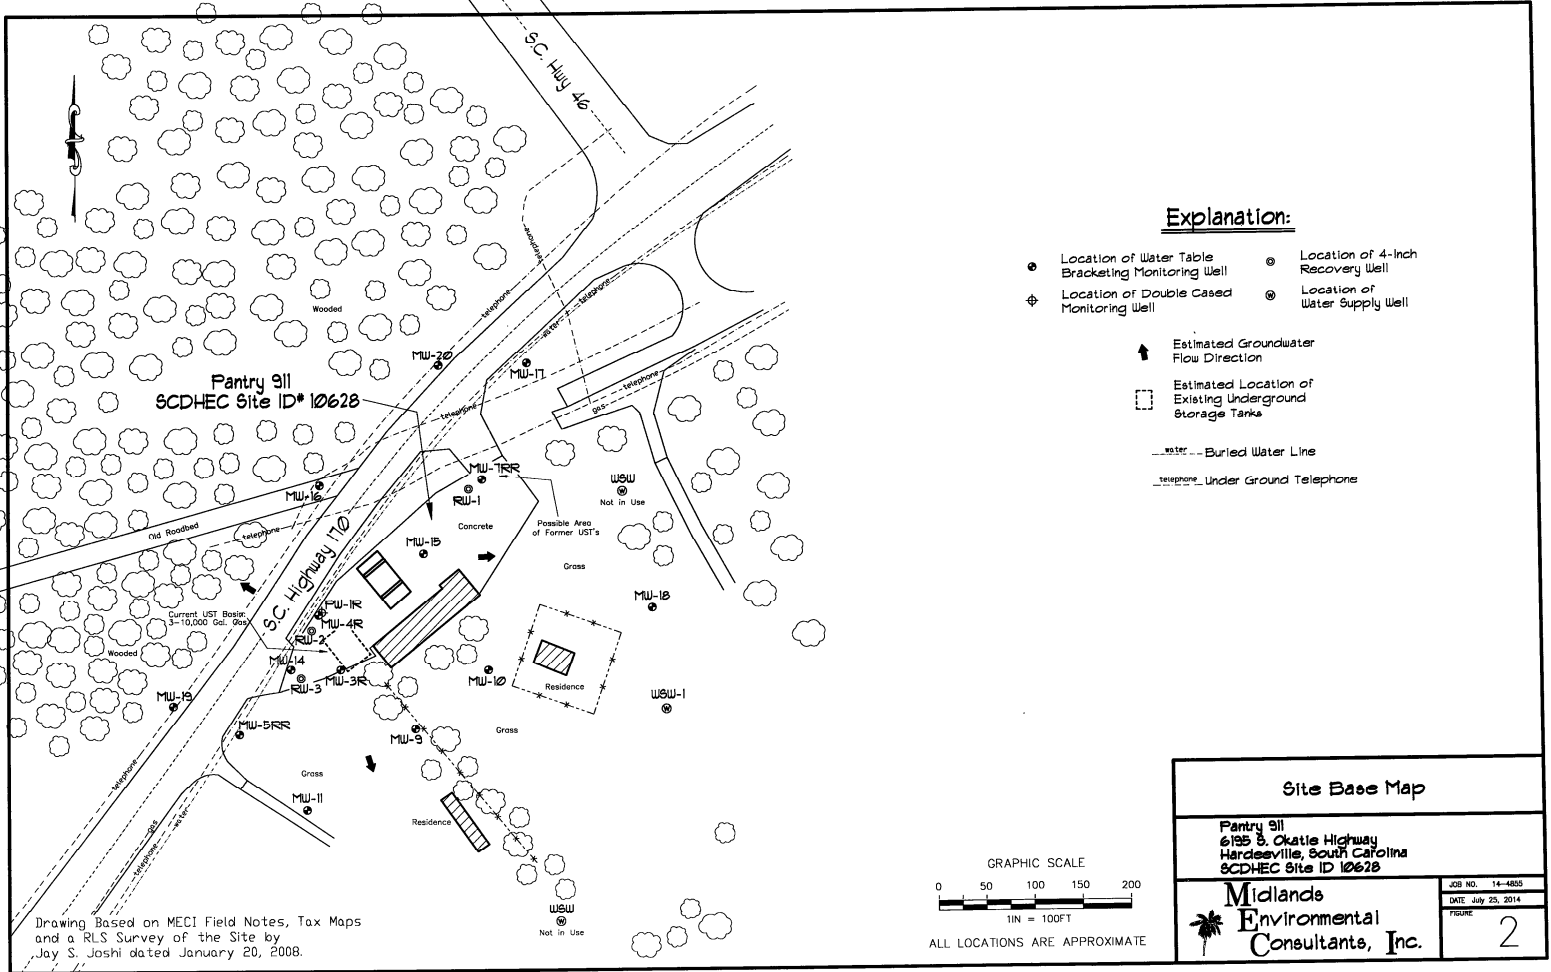 S.C. Hwy 46
telephone
telephone
telephone
water
Wooded
MW-20
MW-17
Pantry 911
SCDHEC Site ID# 10628
telephone
telephone
gas
MW-16
MW-7RR
RW-1
WSW
Not in Use
Old Roadbed
telephone
S.C. Highway 170
Concrete
Possible Area
of Former UST's
MW-15
Grass
MW-18
Current UST Basin:
3-10,000 Gal. Gas
PW-1R
MW-4R
RW-2
Wooded
MW-14
RW-3
MW-3R
MW-10
Residence
WSW-1
MW-19
MW-5RR
MW-9
Grass
telephone
Grass
MW-11
Residence
gas
water
telephone
WSW
Not in Use
Drawing Based on MECI Field Notes, Tax Maps
and a RLS Survey of the Site by
Jay S. Joshi dated January 20, 2008.
Explanation:
Location of Water Table
Bracketing Monitoring Well
Location of 4-Inch
Recovery Well
Location of Double Cased
Monitoring Well
Location of
Water Supply Well
Estimated Groundwater
Flow Direction
Estimated Location of
Existing Underground
Storage Tanks
water Buried Water Line
telephone Under Ground Telephone
GRAPHIC SCALE
0 50 100 150 200
1IN = 100FT
ALL LOCATIONS ARE APPROXIMATE
Site Base Map
Pantry 911
6195 S. Okatie Highway
Hardeeville, South Carolina
SCDHEC Site ID 10628
Midlands
Environmental
Consultants, Inc.
JOB NO. 14-4855
DATE July 25, 2014
FIGURE
2